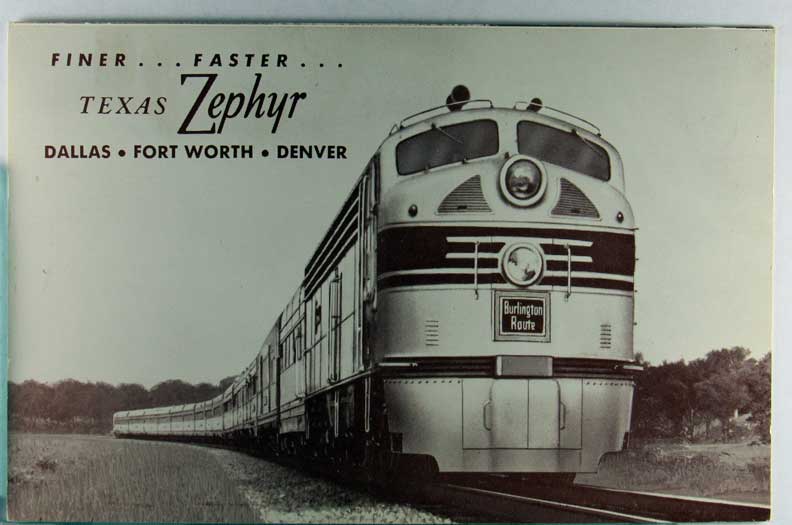 FINER . . . FASTER . . .
TEXAS Zephyr
DALLAS • FORT WORTH • DENVER
Burlington
Route